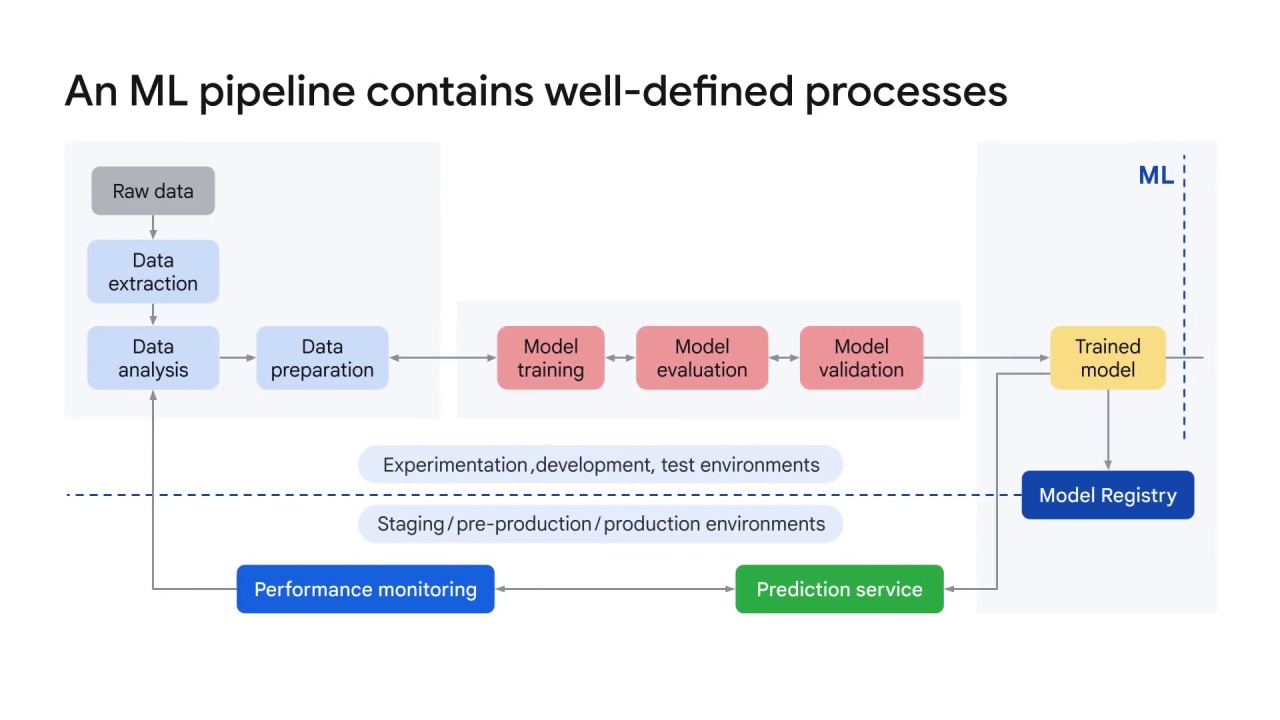 An ML pipeline contains well-defined processes
Raw data
ML
Data
extraction
Data
analysis
Data
preparation
Model
training
Model
evaluation
Model
validation
Trained
model
Experimentation,development, test environments
Model Registry
Staging/pre-production/production environments
Performance monitoring
Prediction service